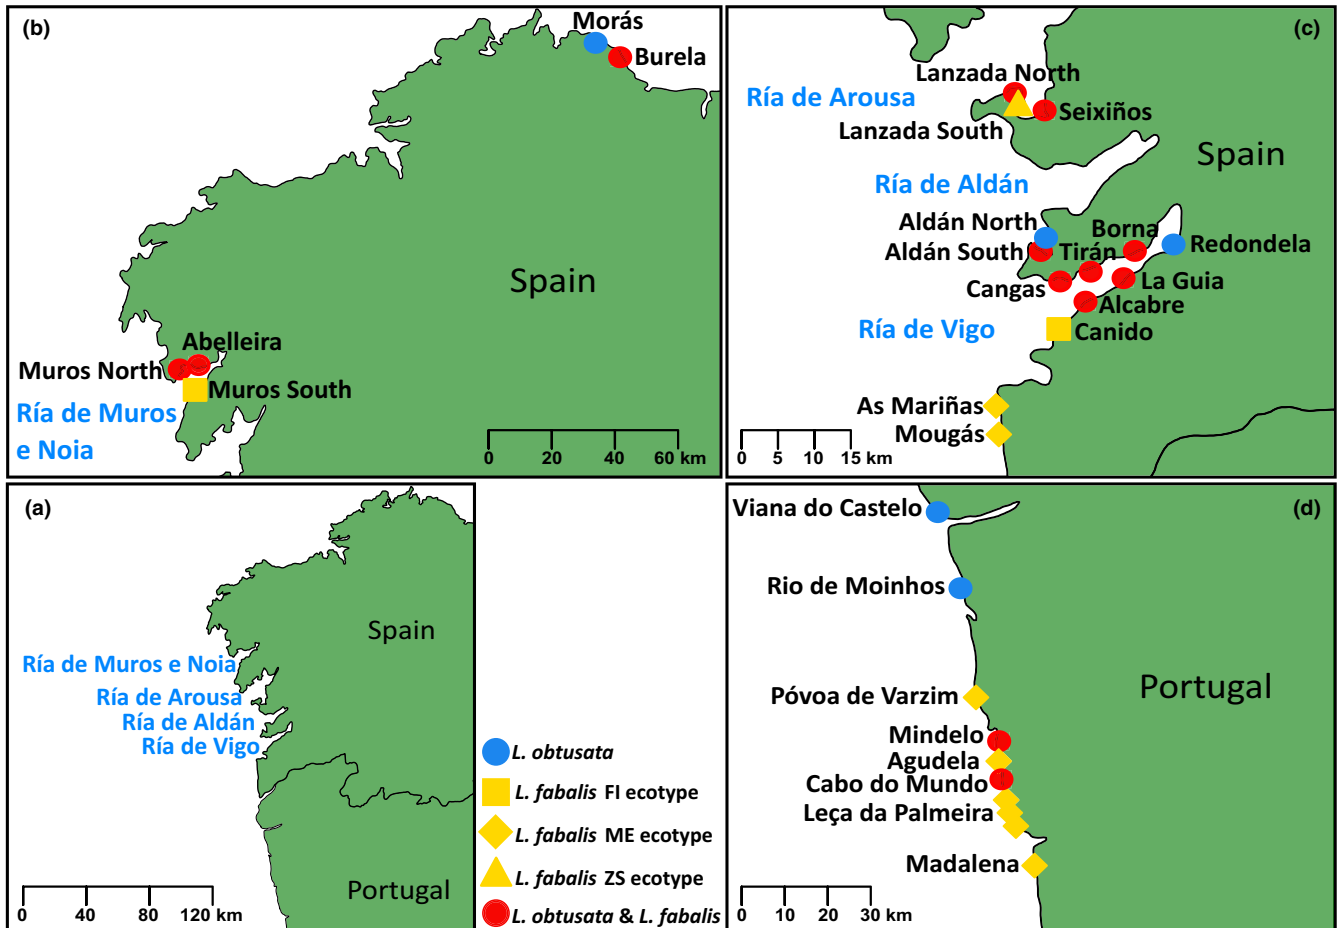 (b)
Morás
Burela
Spain
Abelleira
Muros North
Muros South
Ría de Muros
e Noia
0 20 40 60 km
(c)
Lanzada North
Ría de Arousa
Seixiños
Lanzada South
Spain
Ría de Aldán
Aldán North
Borna
Redondela
Aldán South
Tirán
Cangas
La Guia
Alcabre
Ría de Vigo
Canido
As Mariñas
Mougás
0 5 10 15 km
(a)
Spain
Ría de Muros e Noia
Ría de Arousa
Ría de Aldán
Ría de Vigo
Portugal
0 40 80 120 km
L. obtusata
L. fabalis FI ecotype
L. fabalis ME ecotype
L. fabalis ZS ecotype
L. obtusata & L. fabalis
(d)
Viana do Castelo
Rio de Moinhos
Portugal
Póvoa de Varzim
Mindelo
Agudela
Cabo do Mundo
Leça da Palmeira
Madalena
0 10 20 30 km